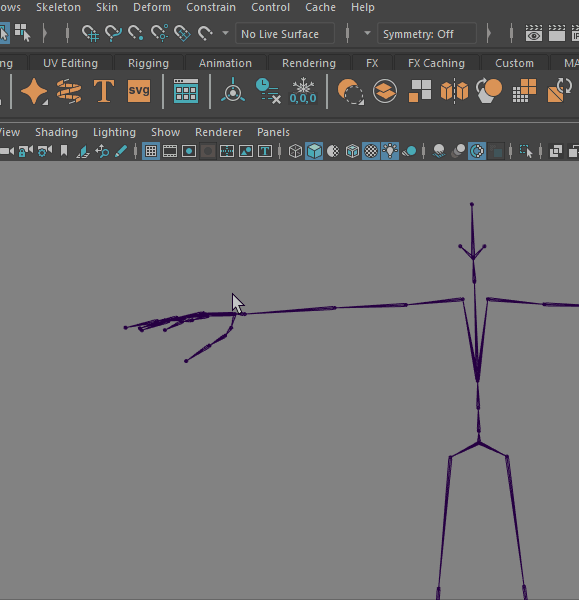 ows Skeleton Skin Deform Constrain Control Cache Help
No Live Surface Symmetry: Off
ng UV Editing Rigging Animation Rendering FX FX Caching Custom MA
T svg 0,0,0
View Shading Lighting Show Renderer Panels